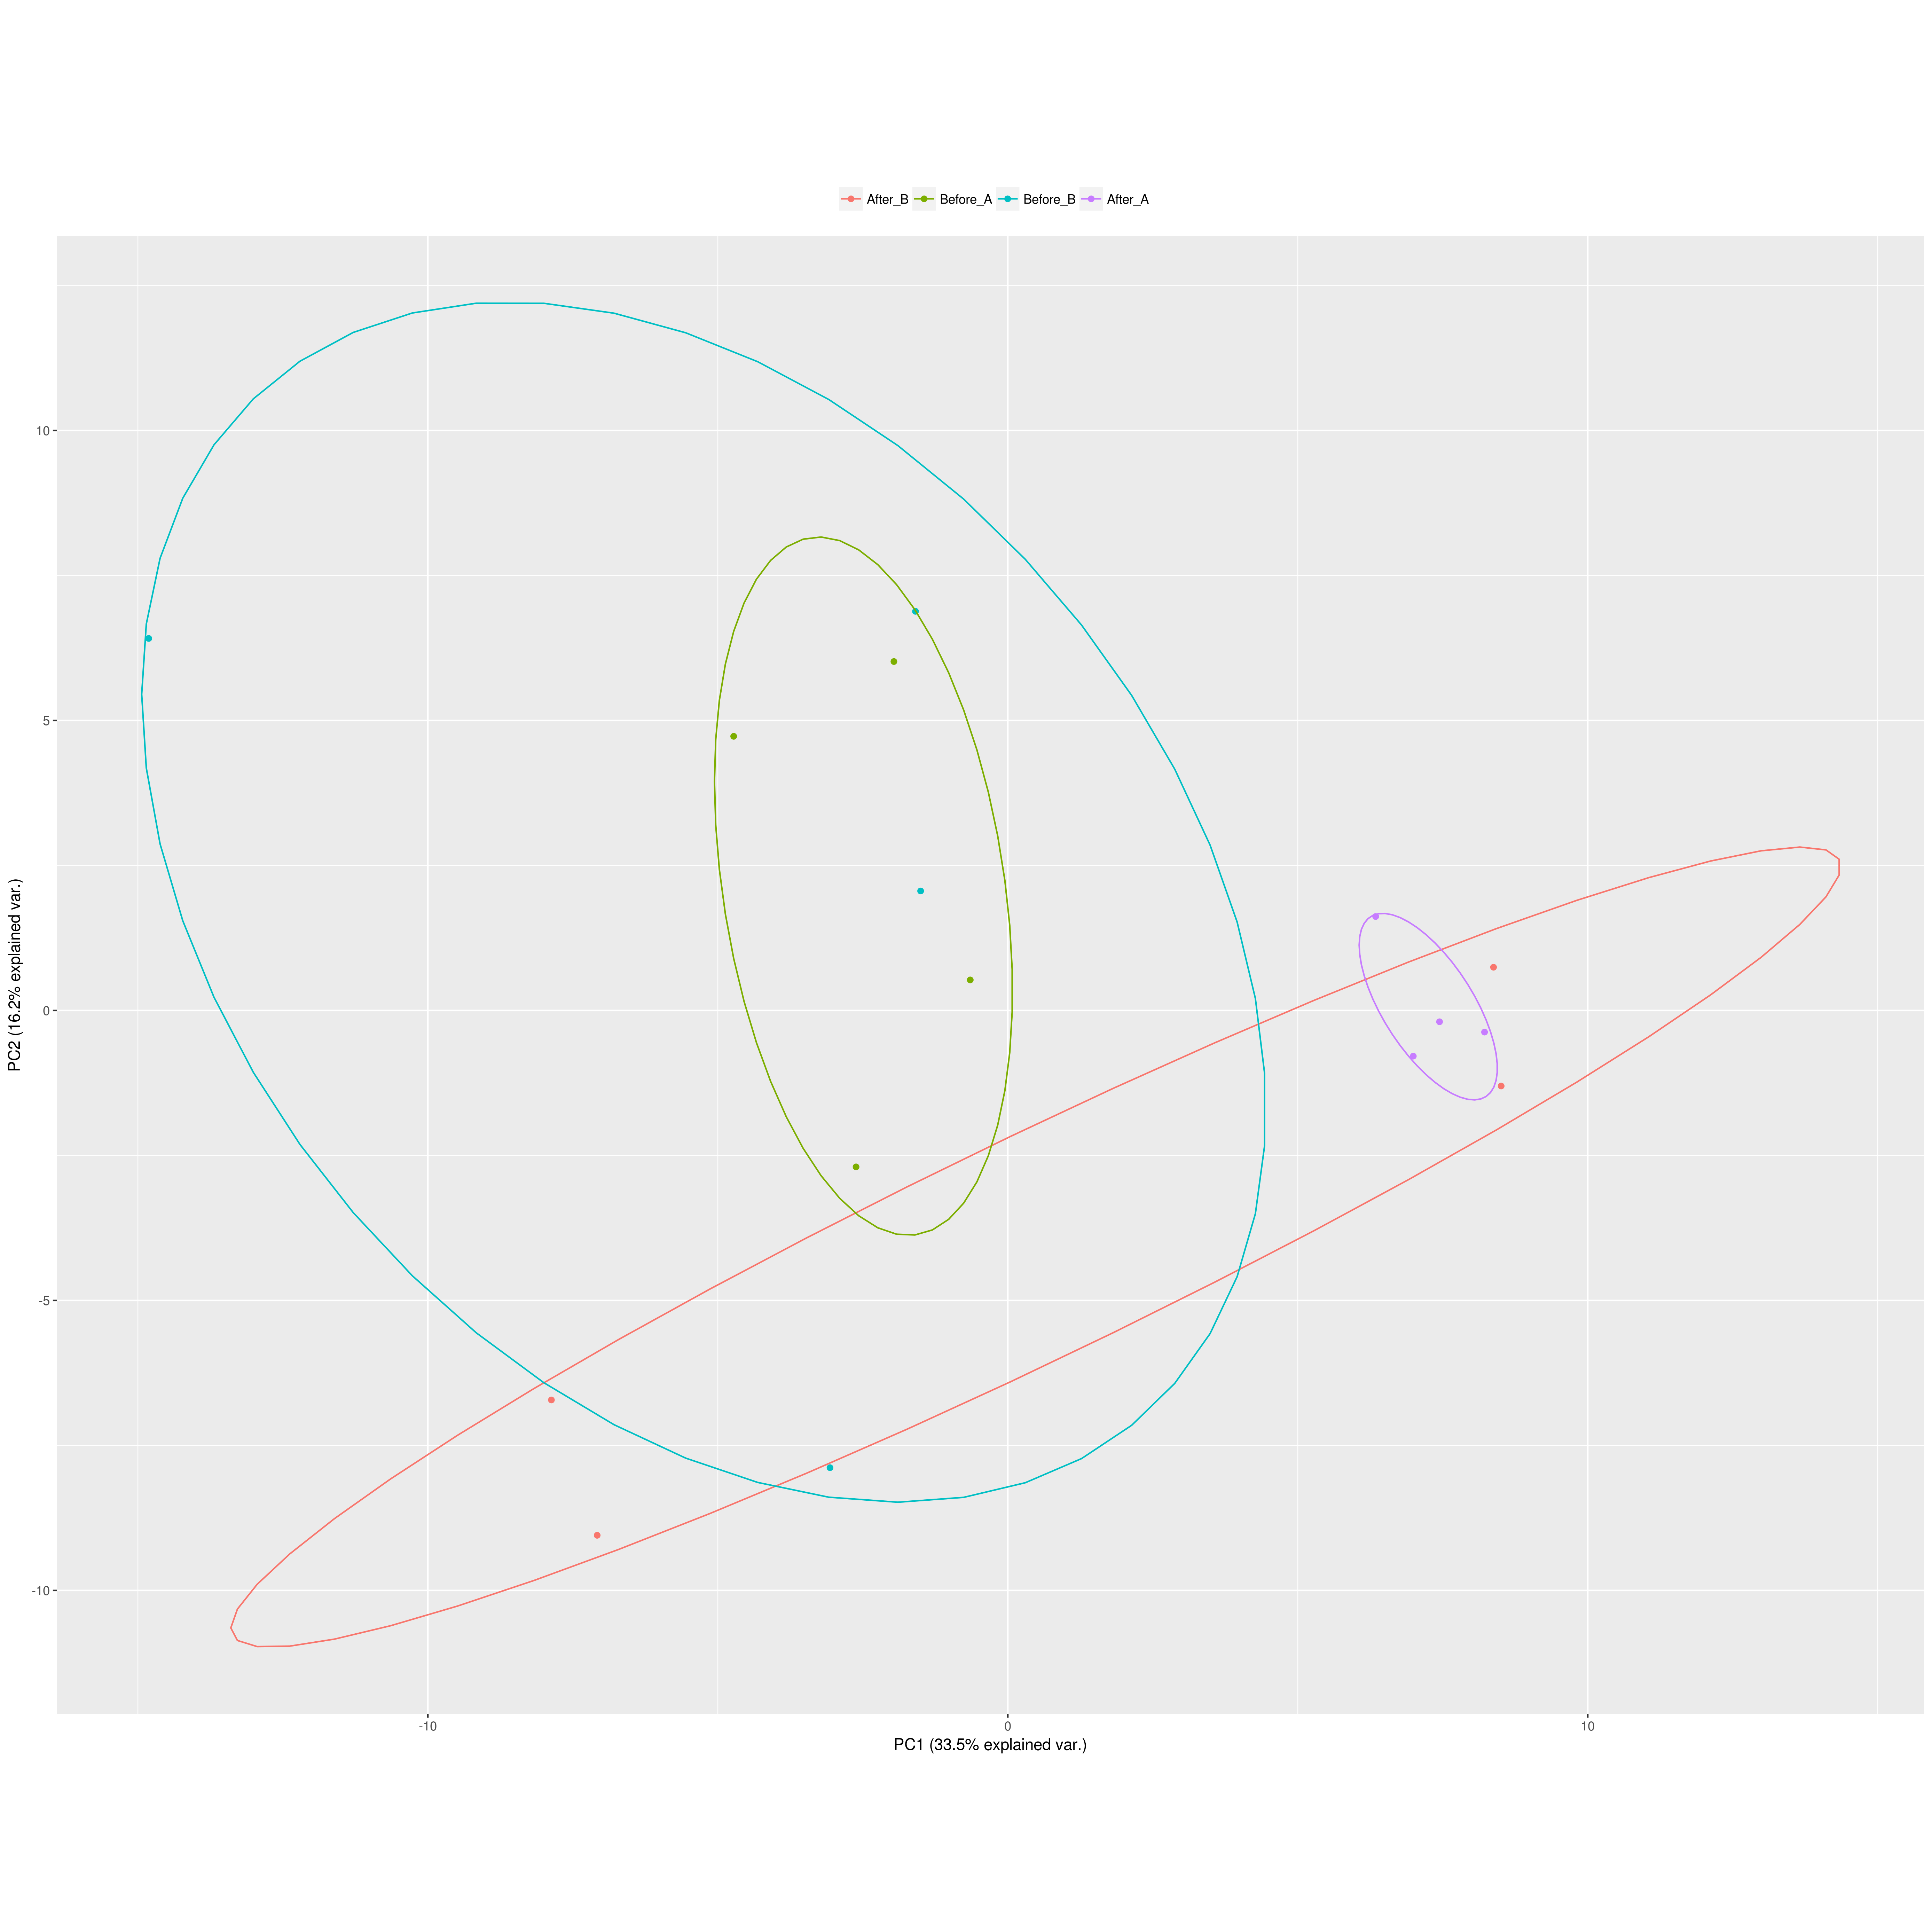 After_B Before_A Before_B After_A
10
5
0
-5
-10
PC2 (16.2% explained var.)
-10 0 10
PC1 (33.5% explained var.)